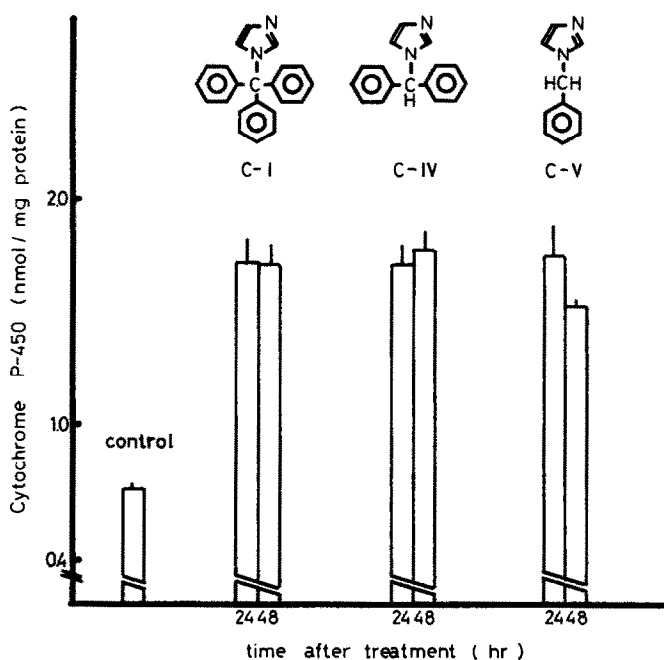 N
N
N
N
N
N
C
C
H
HCH
C-I
C-IV
C-V
Cytochrome P-450 (nmol/mg protein)
2.0
1.0
0.4
control
24 48
24 48
24 48
time after treatment (hr)